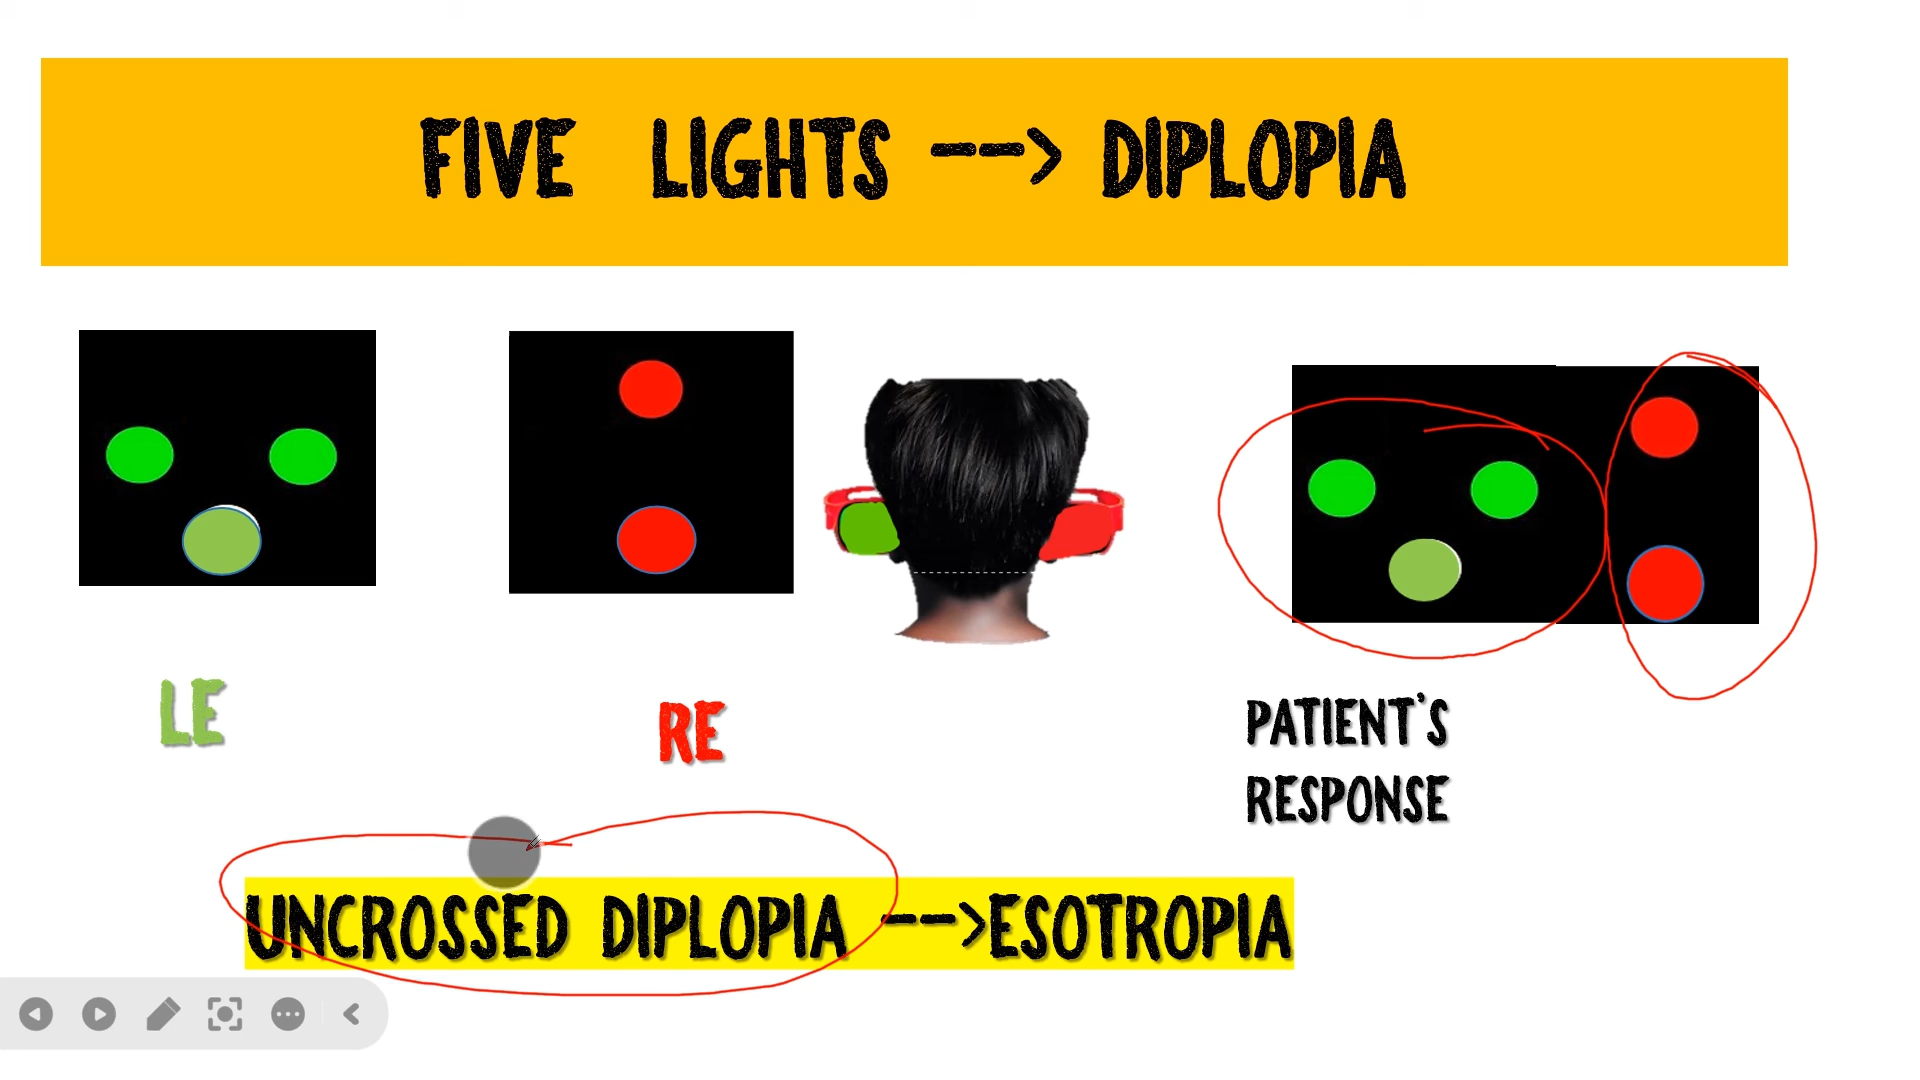 FIVE LIGHTS --> DIPLOPIA
LE
RE
PATIENT'S
RESPONSE
UNCROSSED DIPLOPIA -->ESOTROPIA